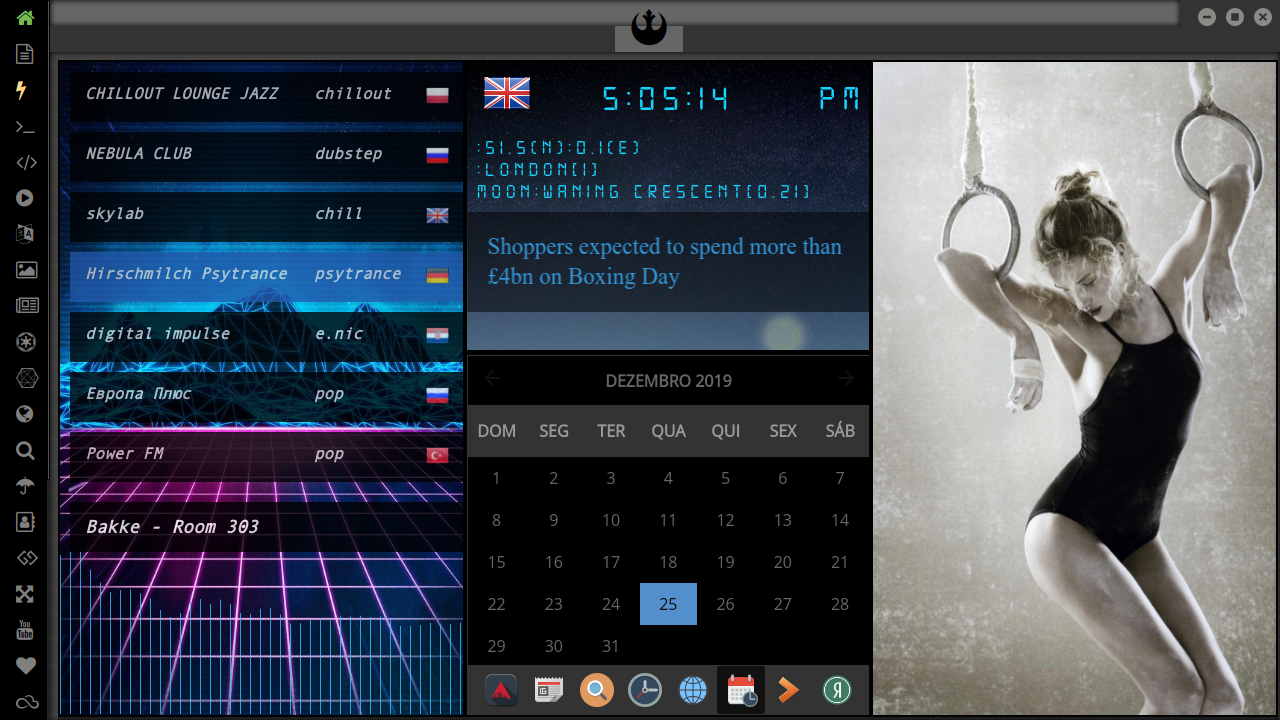 CHILLOUT LOUNGE JAZZ chillout
NEBULA CLUB dubstep
skylab chill
Hirschmilch Psytrance psytrance
digital impulse e.nic
Европа Плюс pop
Power FM pop
Bakke - Room 303
5:05:14 PM
:51.5(N):0.1(E)
:LONDON(1)
MOON:WANING CRESCENT(0.21)
Shoppers expected to spend more than
£4bn on Boxing Day
DEZEMBRO 2019
DOM SEG TER QUA QUI SEX SÁB
1 2 3 4 5 6 7
8 9 10 11 12 13 14
15 16 17 18 19 20 21
22 23 24 25 26 27 28
29 30 31
You
Tube
Я